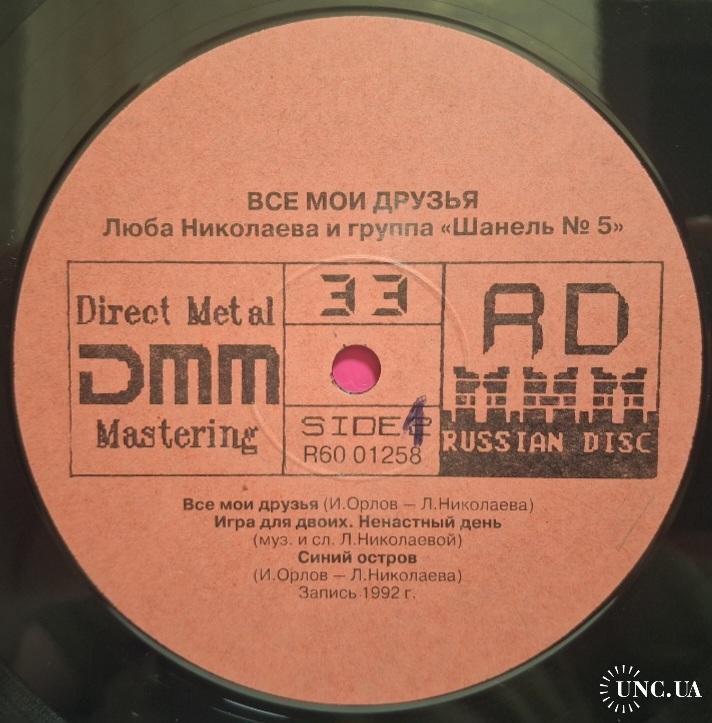 ВСЕ МОИ ДРУЗЬЯ
Люба Николаева и группа «Шанель № 5»
Direct Metal
DMM
Mastering
33
SIDE 1
R60 01258
RD
RUSSIAN DISC
Все мои друзья (И.Орлов – Л.Николаева)
Игра для двоих. Ненастный день
(муз. и сл. Л.Николаевой)
Синий остров
(И.Орлов – Л.Николаева)
Запись 1992 г.
UNC.UA